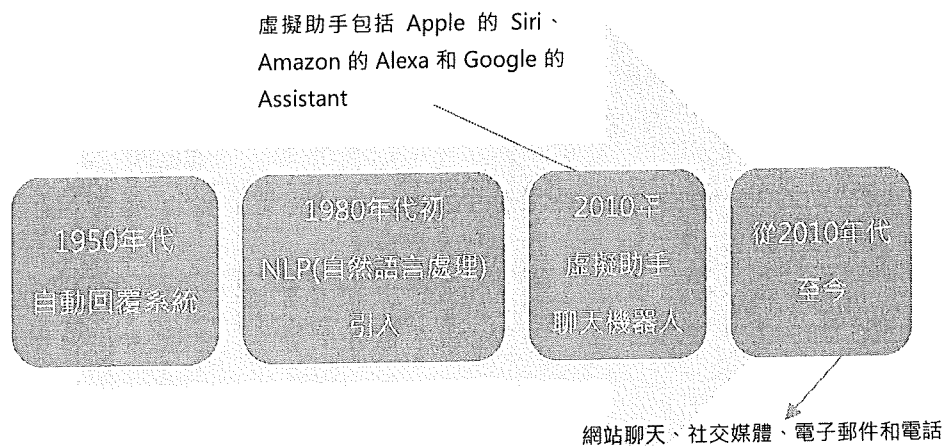 虛擬助手包括 Apple 的 Siri、
Amazon 的 Alexa 和 Google 的
Assistant
1950年代
自動回覆系統
1980年代初
NLP(自然語言處理)
引入
2010年
虛擬助手
聊天機器人
從2010年代
至今
網站聊天、社交媒體、電子郵件和電話